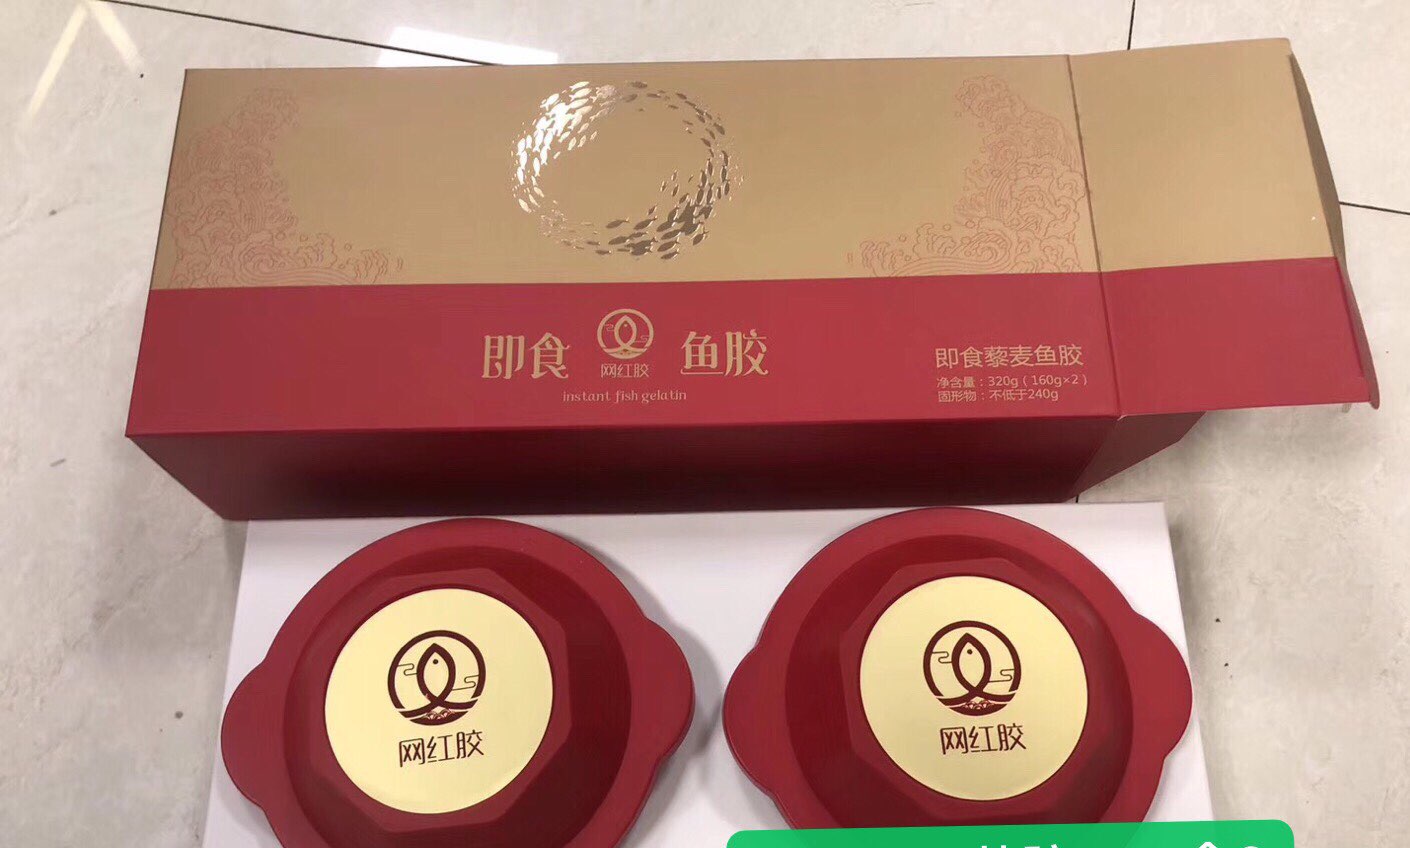 即食 网红胶 鱼胶
instant fish gelatin
即食藜麦鱼胶
净含量：320g（160g×2）
固形物：不低于240g
网红胶
网红胶